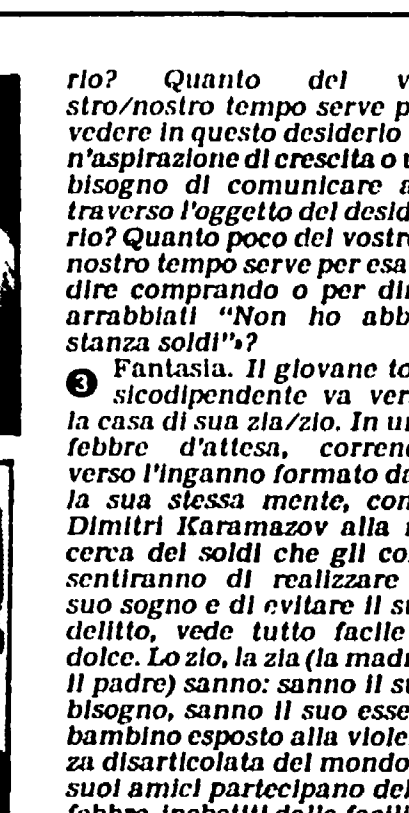 rio? Quanto del v
stro/nostro tempo serve p
vedere in questo desiderio
n'aspirazione di crescita o u
bisogno di comunicare a
traverso l'oggetto del desid
rio? Quanto poco del vostr
nostro tempo serve per esa
dire comprando o per dir
arrabbiati "Non ho abb
stanza soldi"»?
❸ Fantasia. Il giovane to
sicodipendente va ver
la casa di sua zia/zio. In u
febbre d'attesa, corren
verso l'inganno formato da
la sua stessa mente, con
Dimitri Karamazov alla r
cerca dei soldi che gli co
sentiranno di realizzare
suo sogno e di evitare il s
delitto, vede tutto facile
dolce. Lo zio, la zia (la madr
il padre) sanno: sanno il su
bisogno, sanno il suo esse
bambino esposto alla viole
za disarticolata del mondo
suoi amici partecipano del
febbre, inebetiti dalla facili